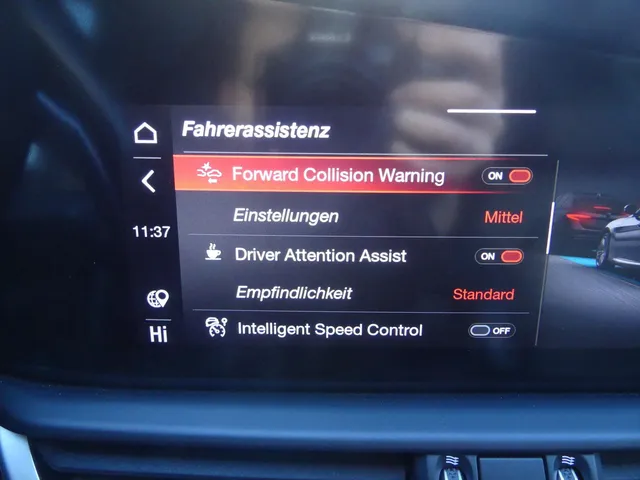 Fahrerassistenz
Forward Collision Warning ON
Einstellungen Mittel
11:37
Driver Attention Assist ON
Empfindlichkeit Standard
Hi
Intelligent Speed Control OFF